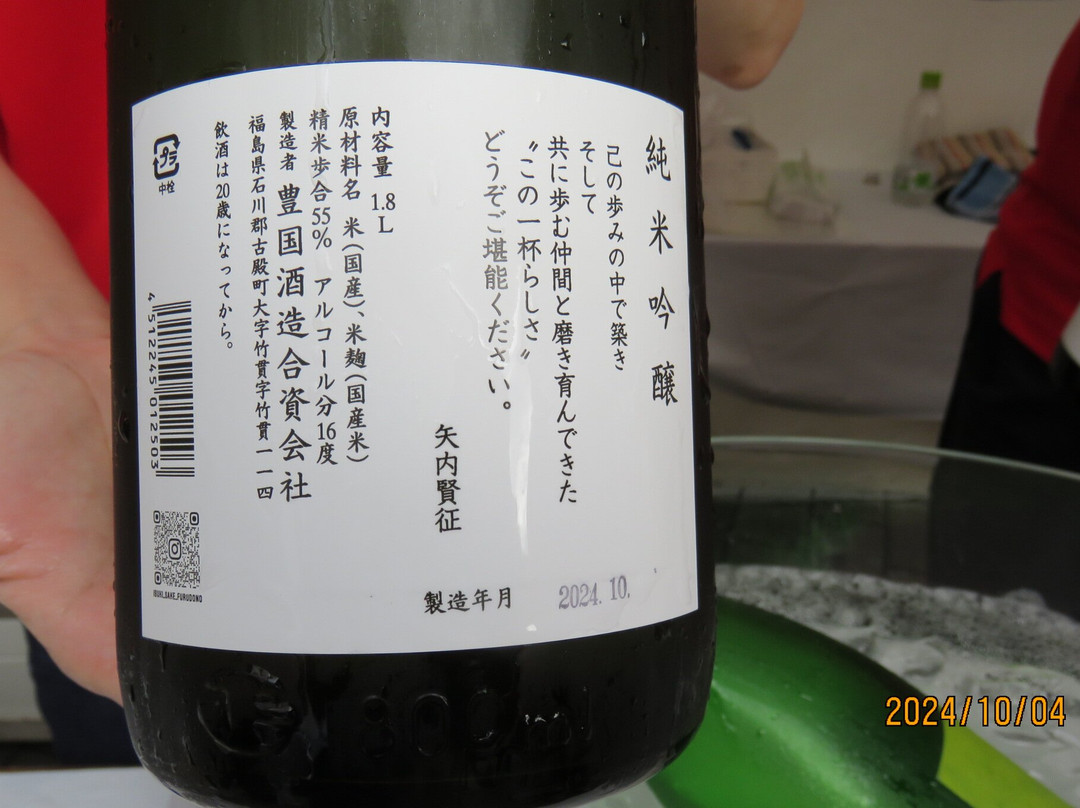 純米吟醸
己の歩みの中で築き
そして
共に歩む仲間と磨き育んできた
〝この一杯らしさ〟
どうぞご堪能ください。
矢内賢征
製造年月 2024.10.
内容量 1.8L
原材料名 米(国産)、米麹(国産米)
精米歩合55% アルコール分16度
製造者 豊国酒造合資会社
福島県石川郡古殿町大字竹貫字竹貫一一四
飲酒は20歳になってから。
プラ
中栓
4512245012503
1800ml
2024/10/04